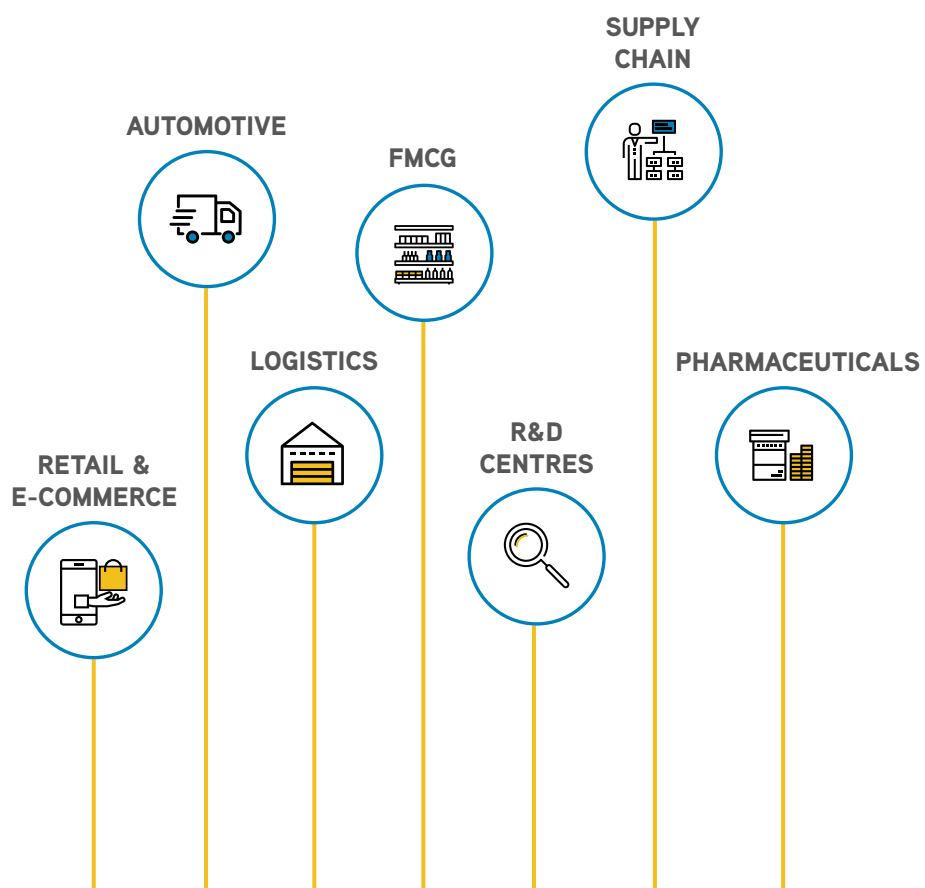 SUPPLY
CHAIN
AUTOMOTIVE
FMCG
LOGISTICS
PHARMACEUTICALS
R&D
CENTRES
RETAIL &
E-COMMERCE